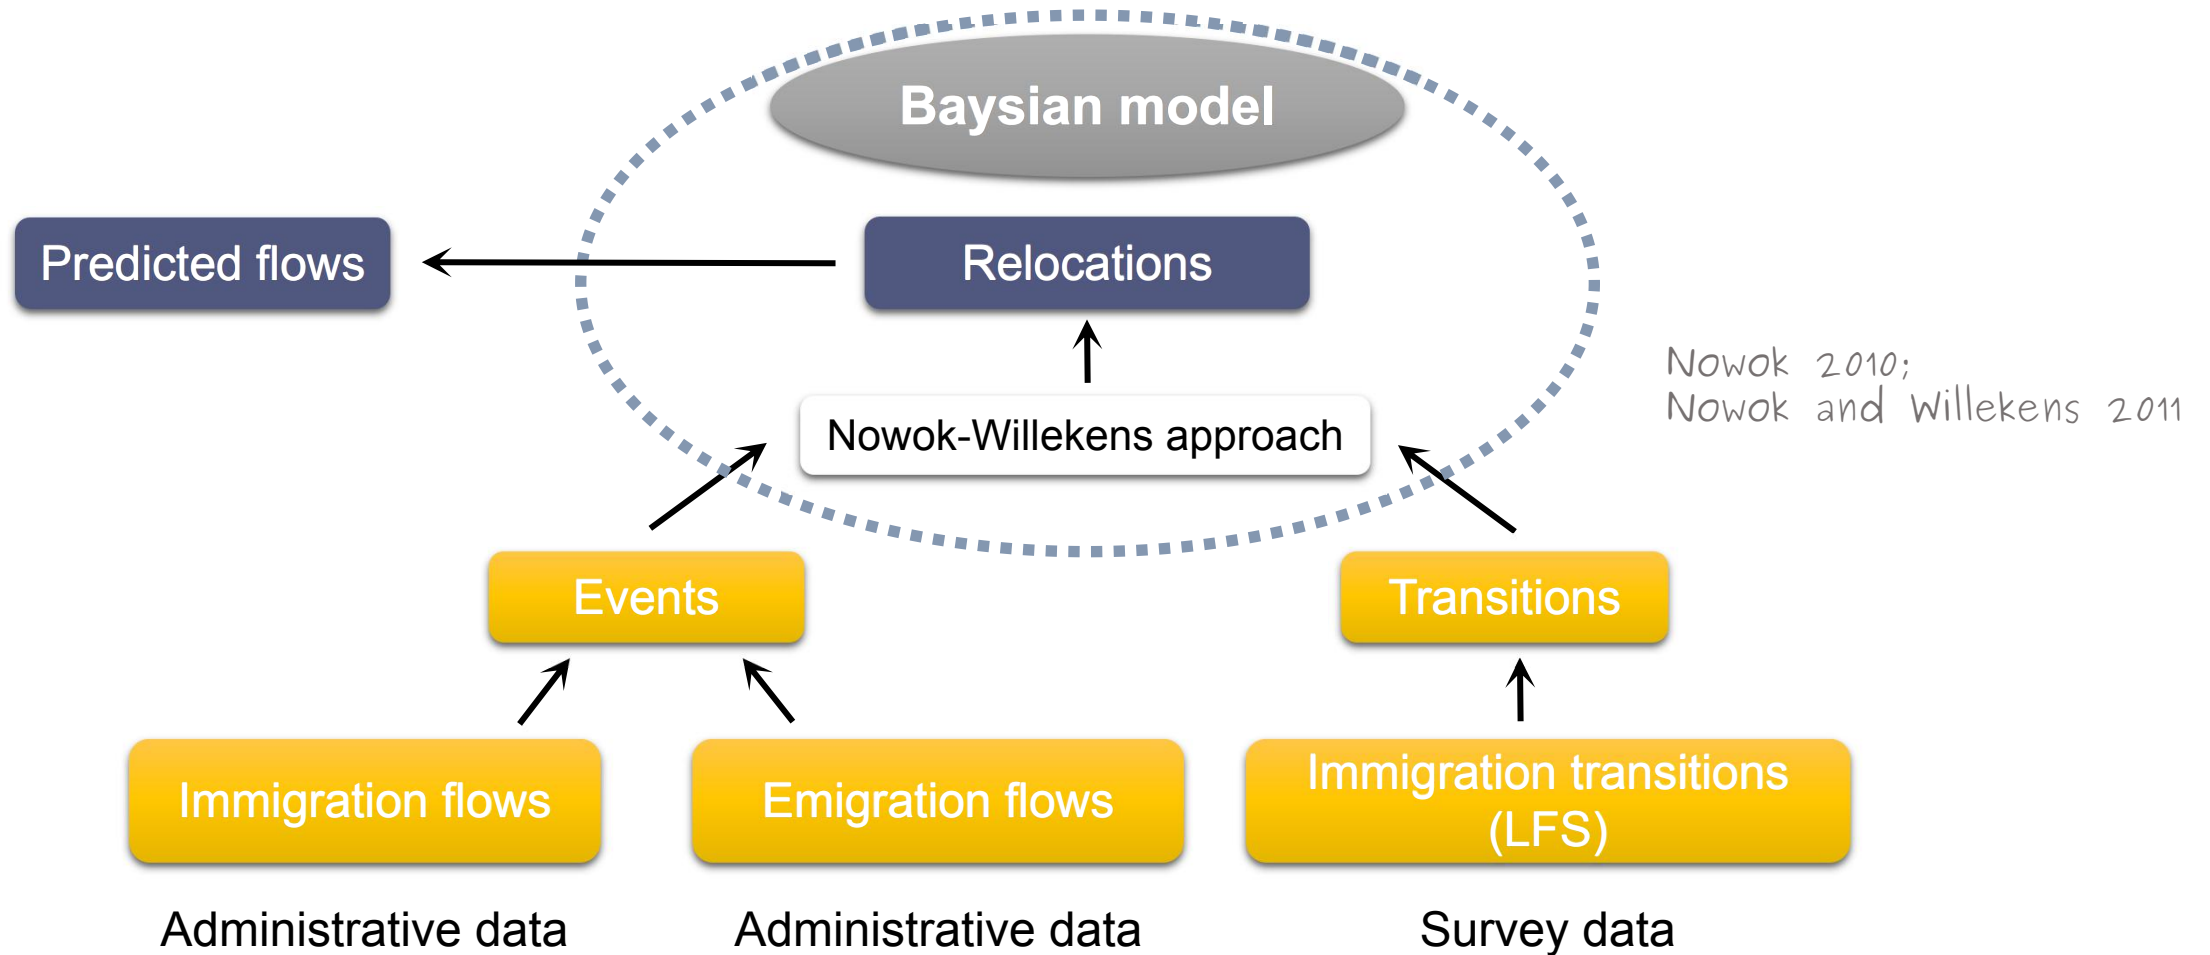 Baysian model
Predicted flows
Relocations
Nowok 2010;
Nowok and Willekens 2011
Nowok-Willekens approach
Events
Transitions
Immigration flows
Emigration flows
Immigration transitions
(LFS)
Administrative data
Administrative data
Survey data